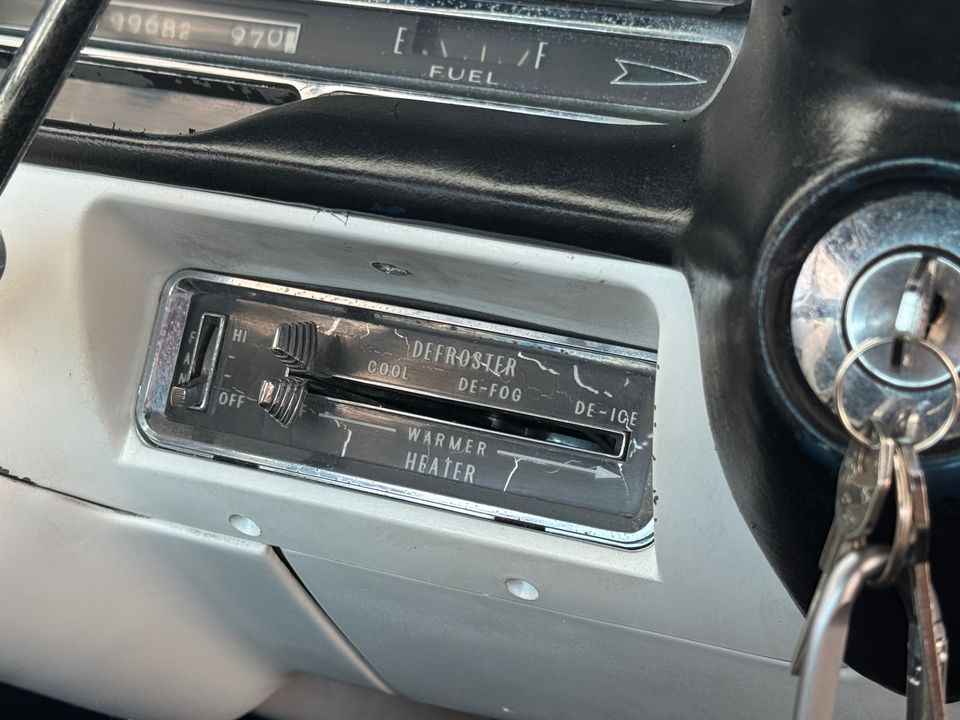 99682 970
E F
FUEL
HI
OFF
DEFROSTER
COOL
DE-FOG
DE-ICE
WARMER
HEATER